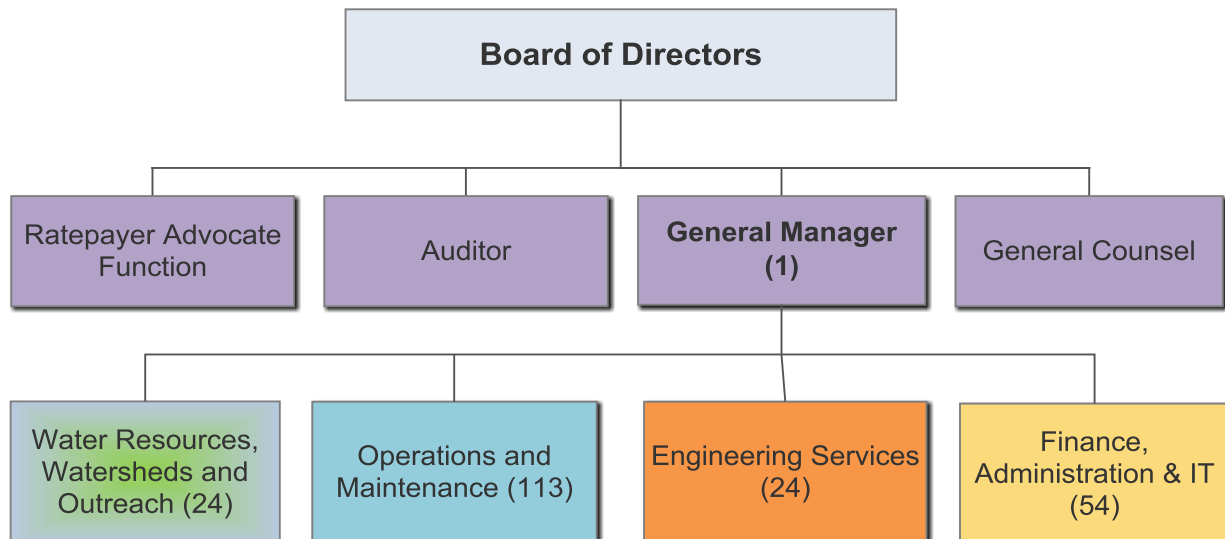 Board of Directors
Ratepayer Advocate
Function
Auditor
General Manager
(1)
General Counsel
Water Resources,
Watersheds and
Outreach (24)
Operations and
Maintenance (113)
Engineering Services
(24)
Finance,
Administration & IT
(54)